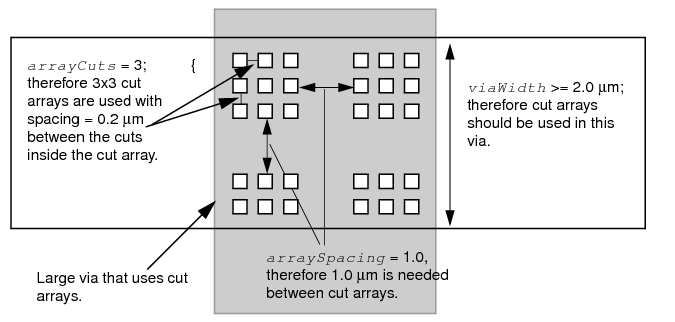 arrayCuts = 3; {
therefore 3x3 cut
arrays are used with
spacing = 0.2 μm
between the cuts
inside the cut array.
viaWidth >= 2.0 μm;
therefore cut arrays
should be used in this
via.
arraySpacing = 1.0,
therefore 1.0 μm is needed
between cut arrays.
Large via that uses cut
arrays.